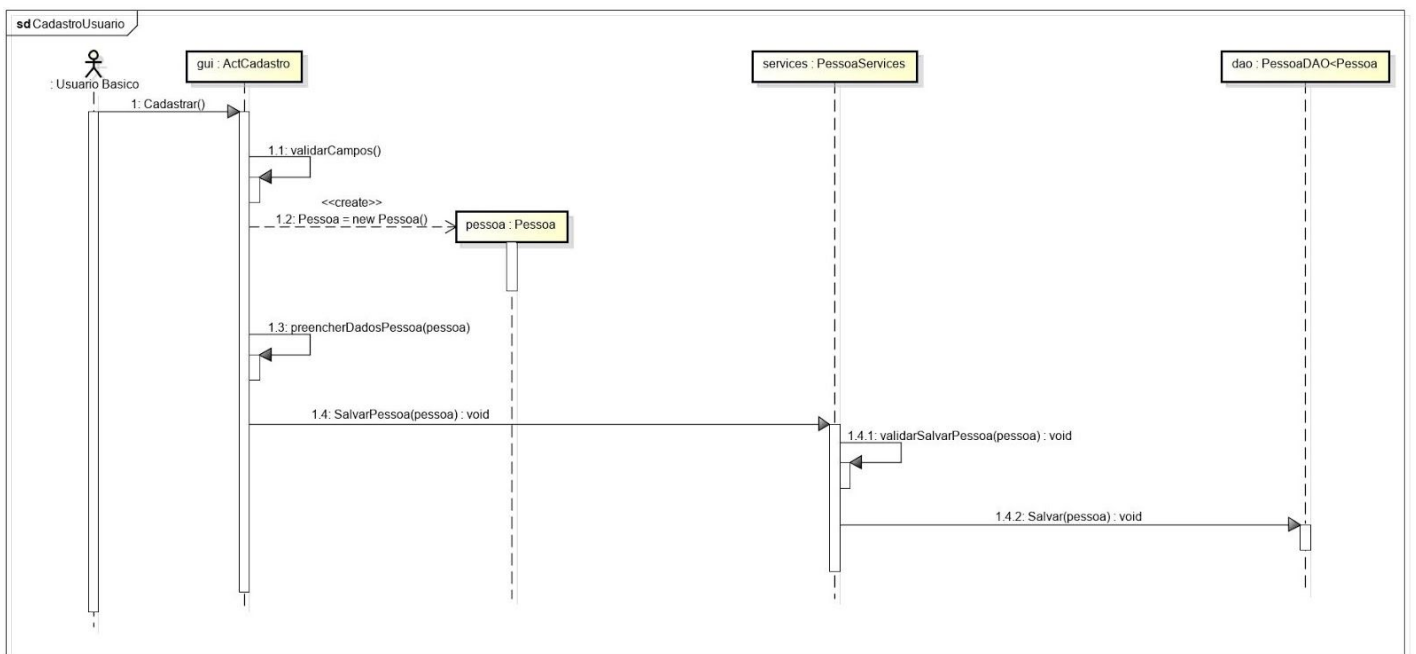 sd CadastroUsuario
: Usuario Basico
gui : ActCadastro
services : PessoaServices
dao : PessoaDAO<Pessoa
1: Cadastrar()
1.1: validarCampos()
<<create>>
1.2: Pessoa = new Pessoa()
pessoa : Pessoa
1.3: preencherDadosPessoa(pessoa)
1.4: SalvarPessoa(pessoa) : void
1.4.1: validarSalvarPessoa(pessoa) : void
1.4.2: Salvar(pessoa) : void